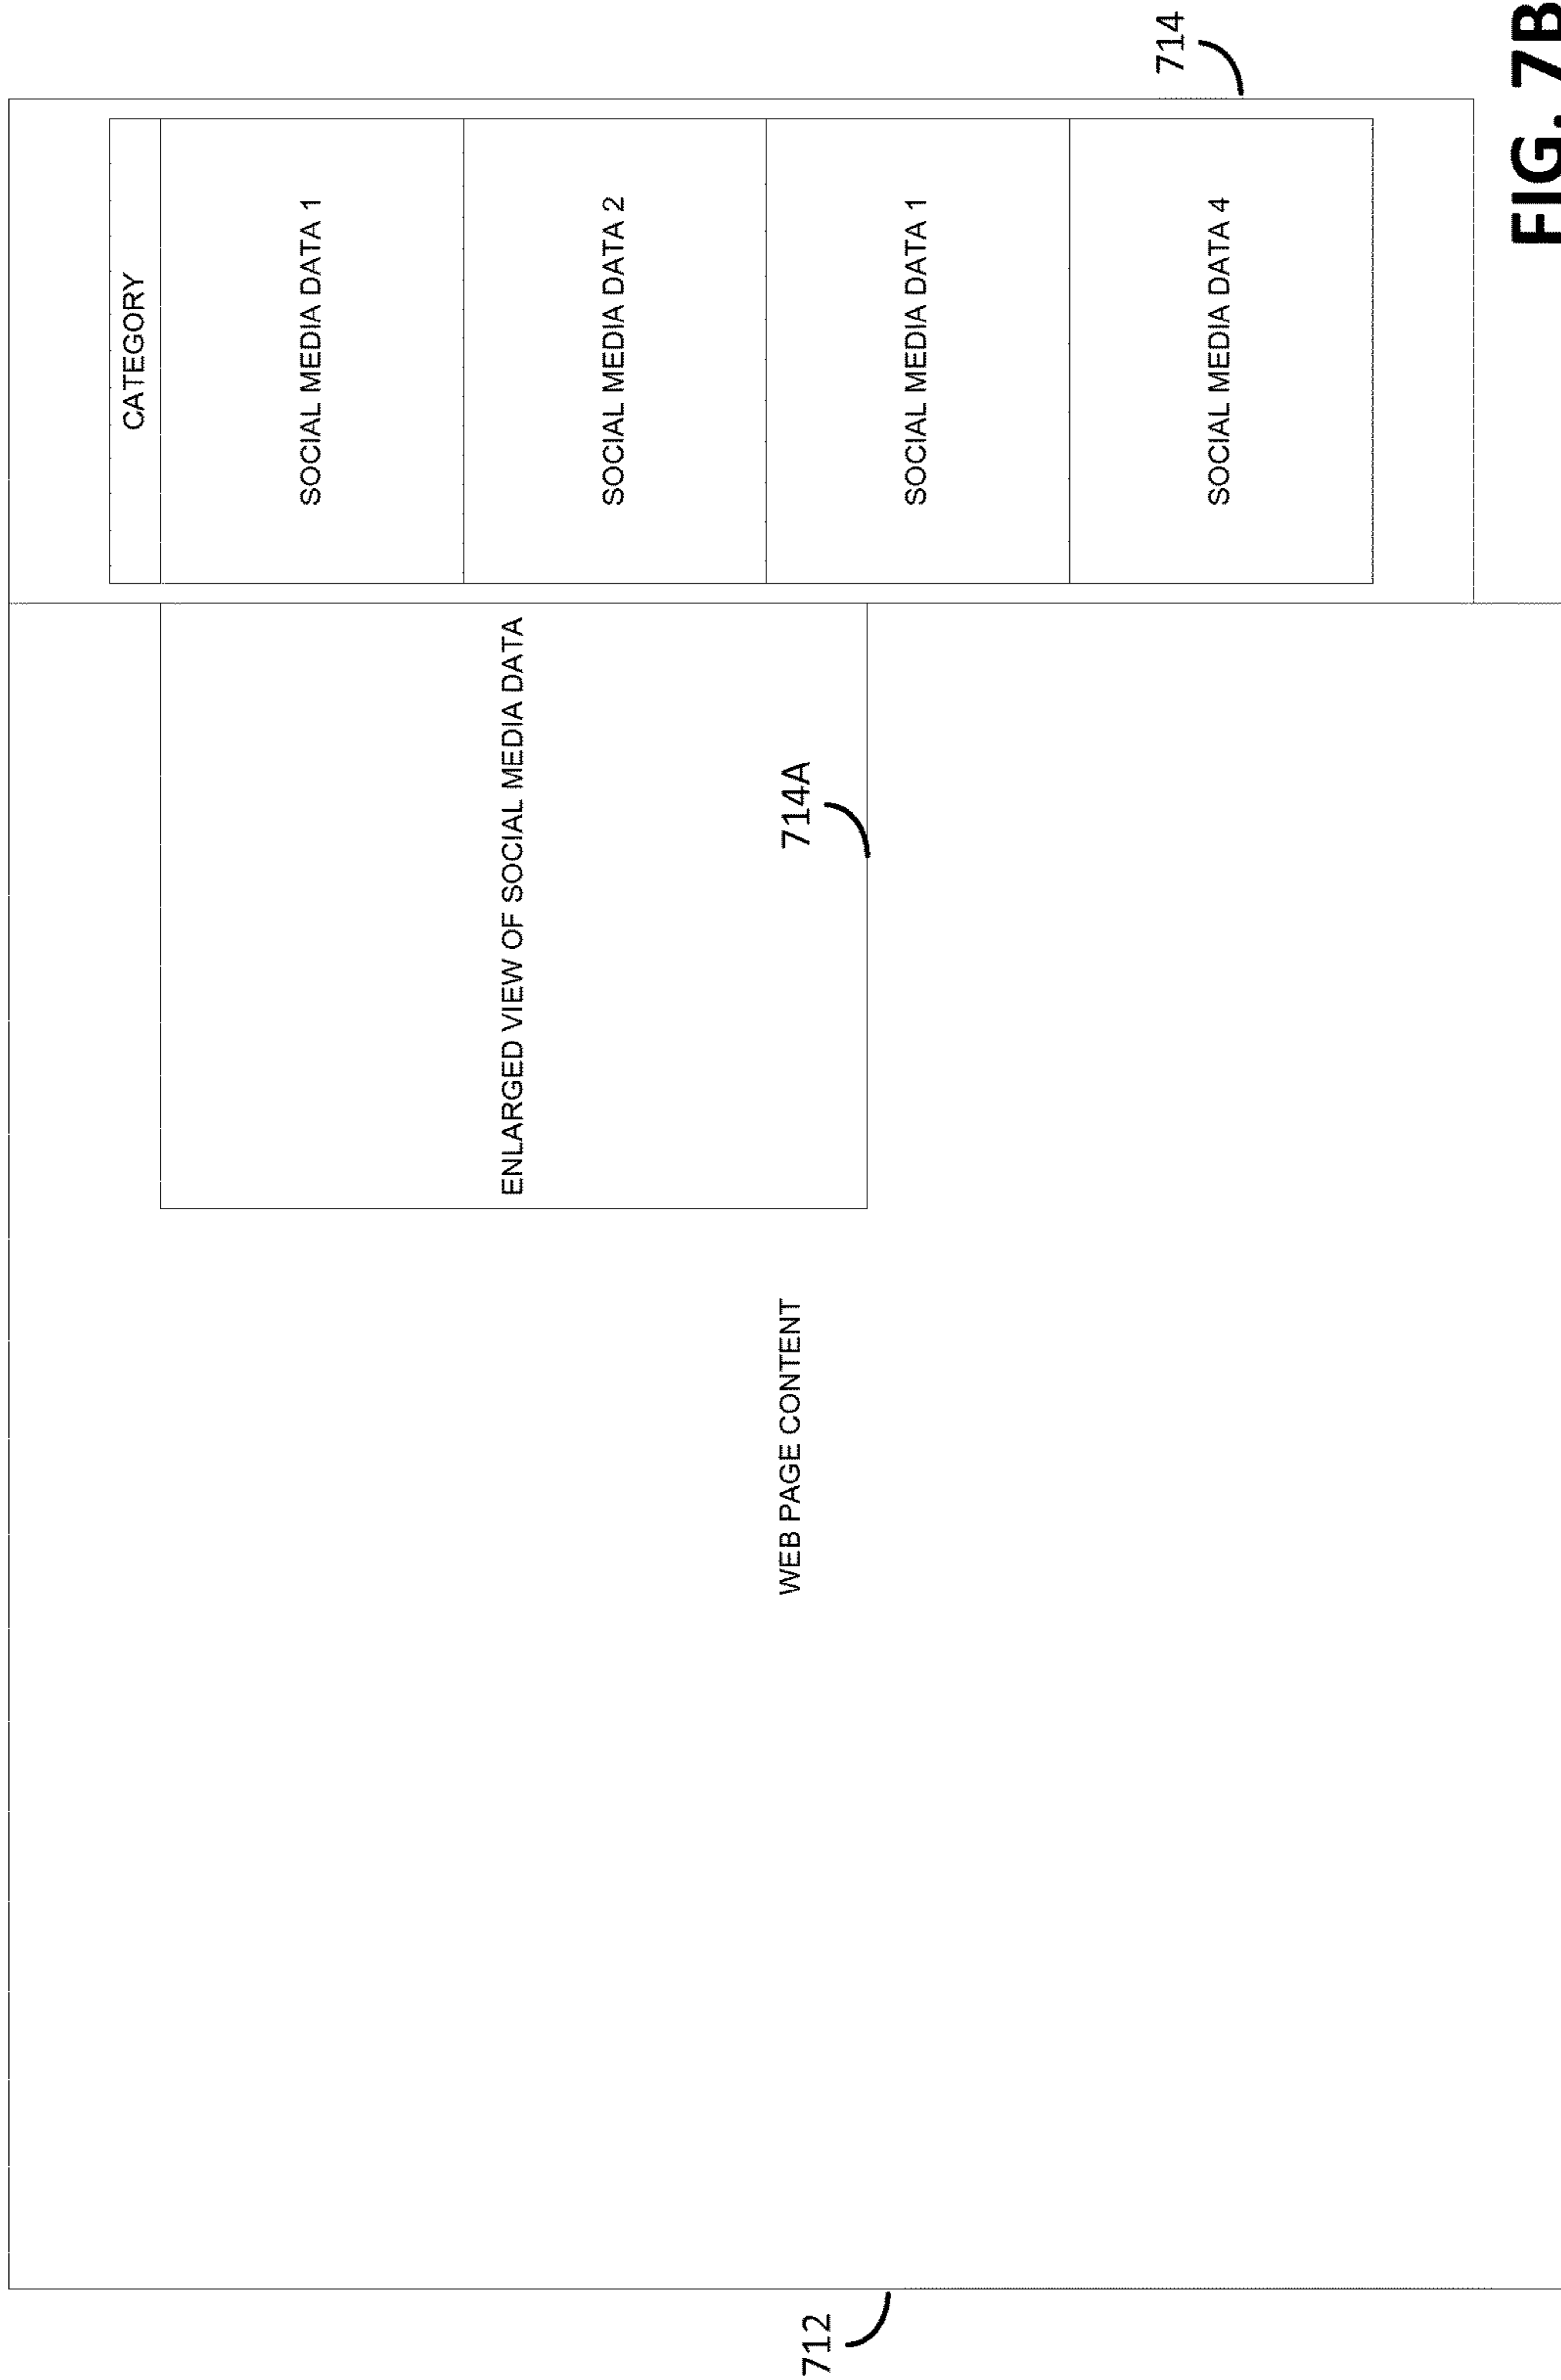 CATEGORY
SOCIAL MEDIA DATA 1
ENLARGED VIEW OF SOCIAL MEDIA DATA
SOCIAL MEDIA DATA 2
714A
WEB PAGE CONTENT
SOCIAL MEDIA DATA 1
712
714
SOCIAL MEDIA DATA 4
FIG. 7B